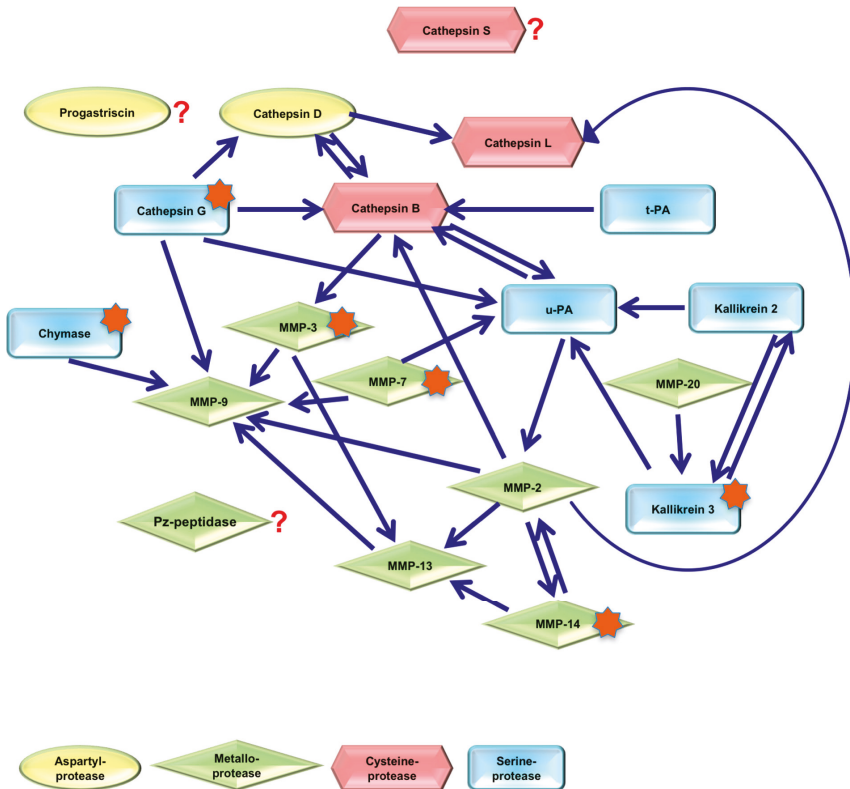 Cathepsin S
?
Progastriscin
?
Cathepsin D
Cathepsin L
Cathepsin G
Cathepsin B
t-PA
Chymase
MMP-3
u-PA
Kallikrein 2
MMP-7
MMP-20
MMP-9
MMP-2
Kallikrein 3
Pz-peptidase
?
MMP-13
MMP-14
Aspartyl-
protease
Metallo-
protease
Cysteine-
protease
Serine-
protease